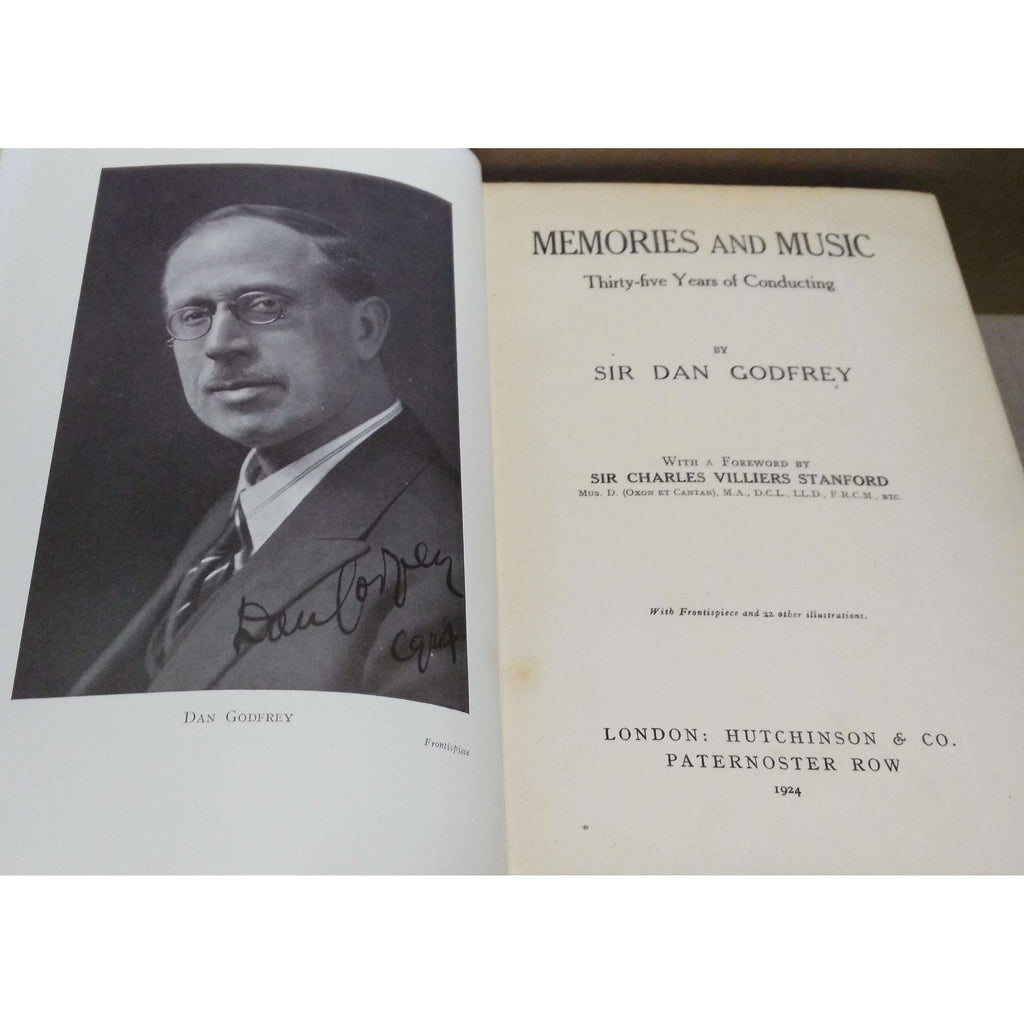 Dan Godfrey
1924
DAN GODFREY
Frontispiece
MEMORIES AND MUSIC
Thirty-five Years of Conducting
BY
SIR DAN GODFREY
WITH A FOREWORD BY
SIR CHARLES VILLIERS STANFORD
MUS. D. (OXON ET CANTAB), M.A., D.C.L., LL.D., F.R.C.M., ETC.
With Frontispiece and 22 other illustrations.
LONDON: HUTCHINSON & CO.
PATERNOSTER ROW
1924